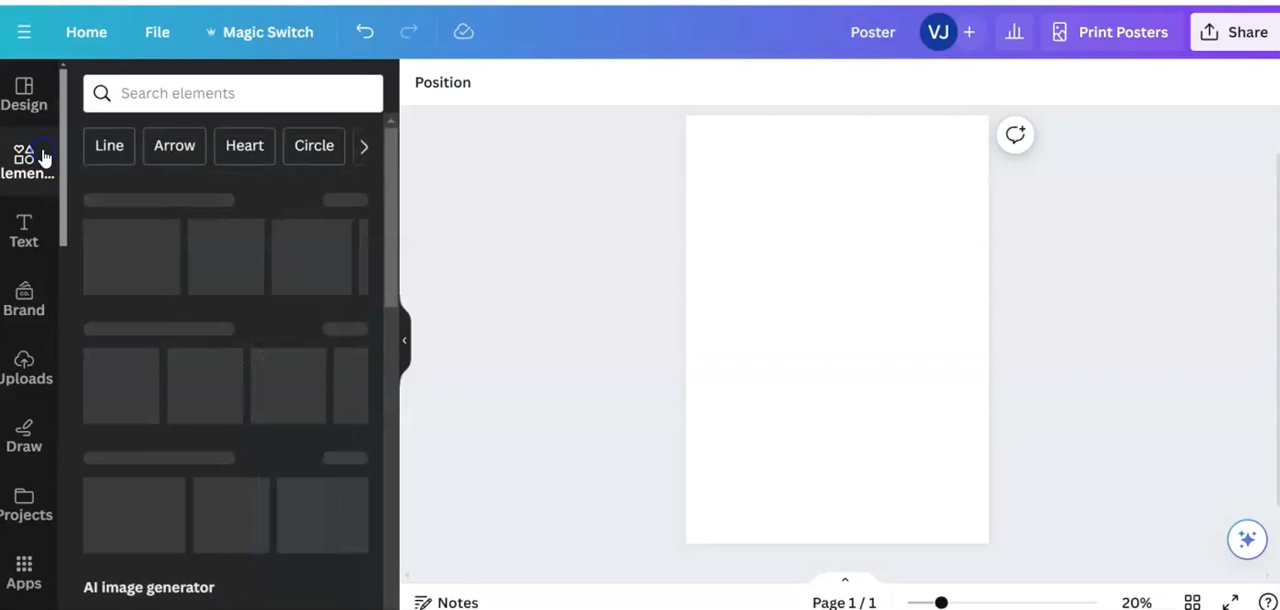 Home File Magic Switch Poster VJ + Print Posters Share
Design
Search elements
Position
Line Arrow Heart Circle
lemen...
Text
Brand
Uploads
Draw
Projects
Apps
AI image generator
Notes Page 1 / 1 20%